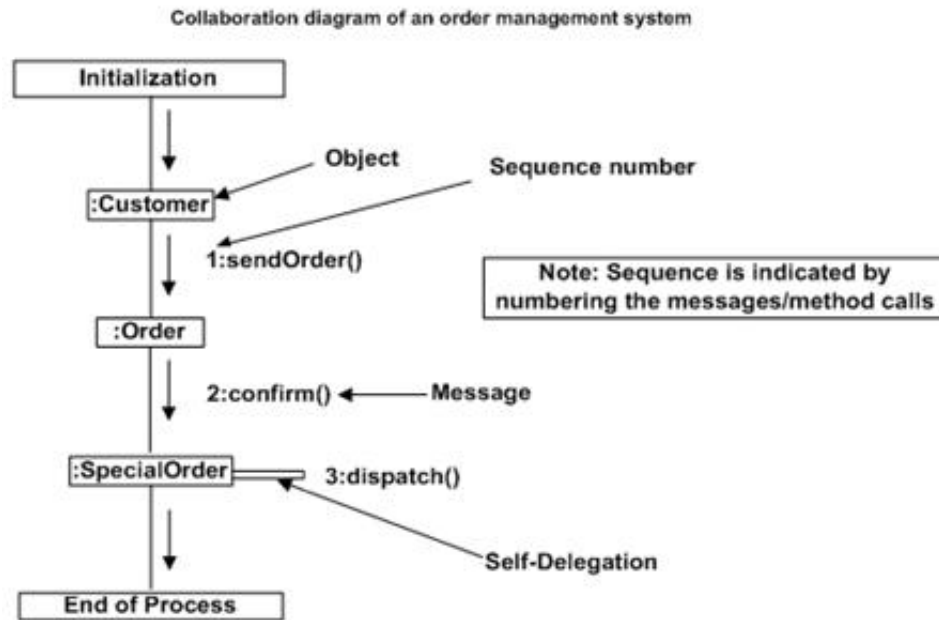 Collaboration diagram of an order management system
Initialization
Object
Sequence number
:Customer
1:sendOrder()
Note: Sequence is indicated by
numbering the messages/method calls
:Order
2:confirm()
Message
:SpecialOrder
3:dispatch()
Self-Delegation
End of Process